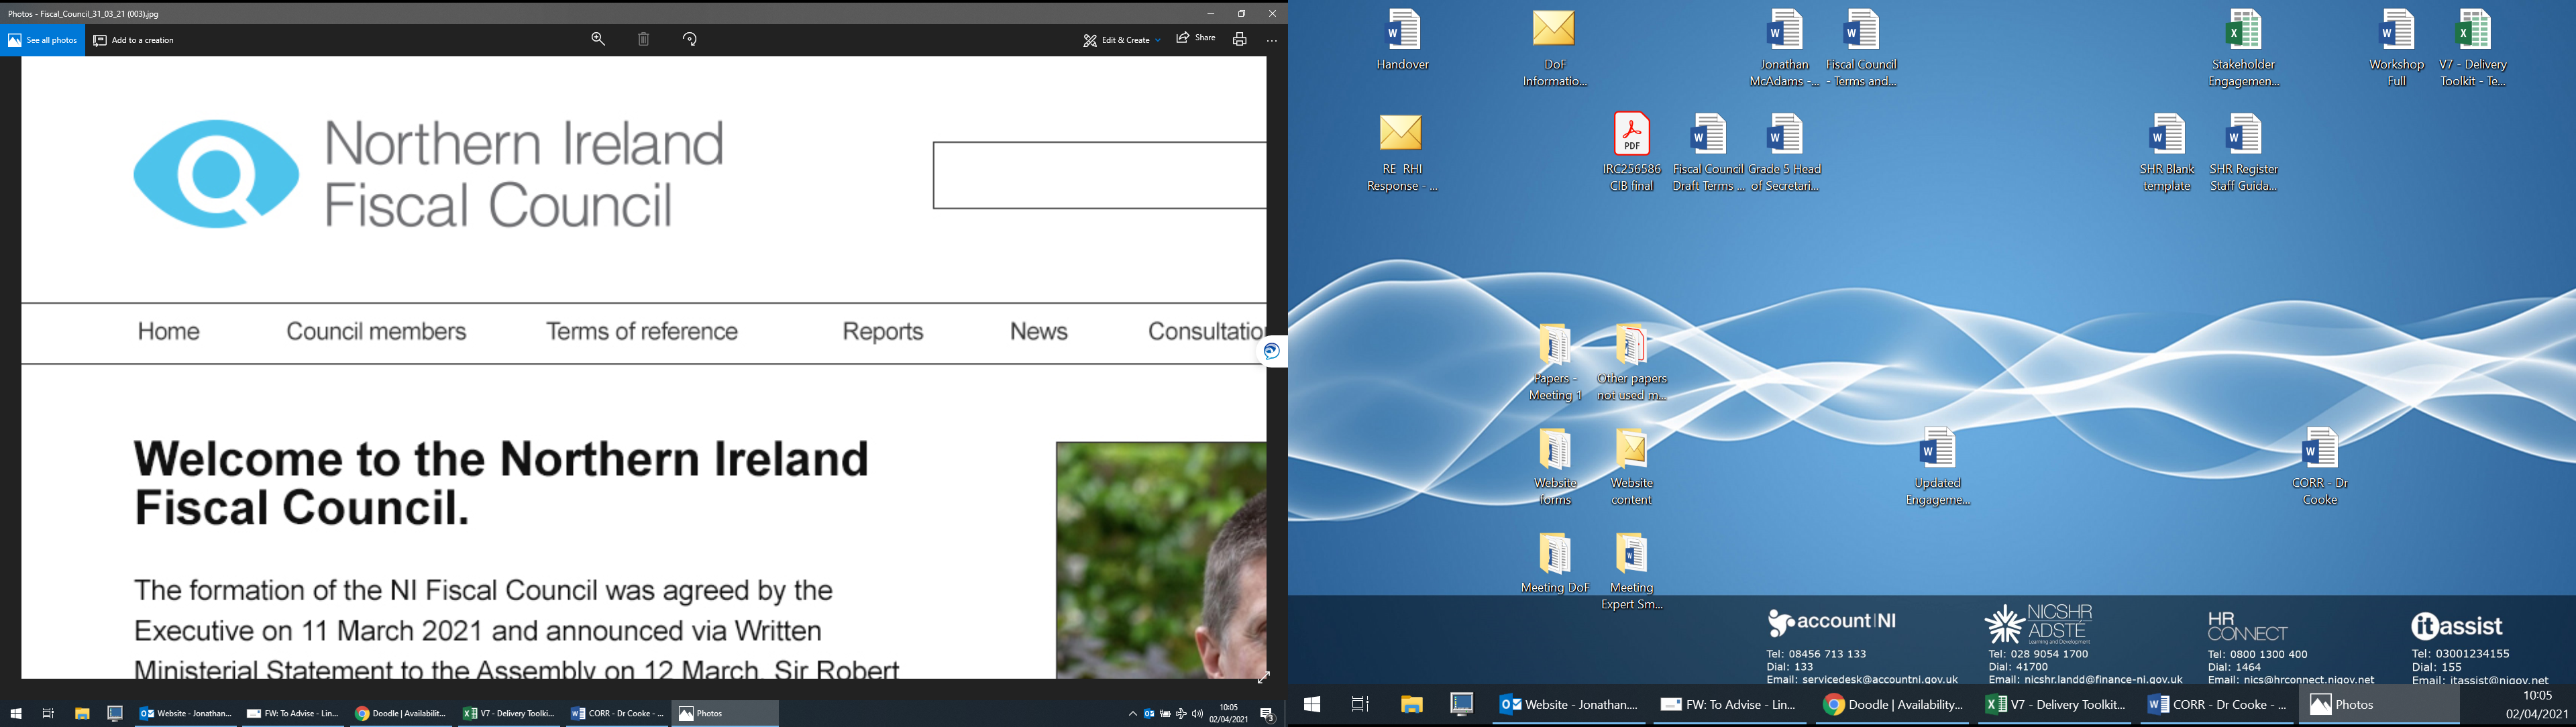 Photos - Fiscal_Council_31_03_21 (003).jpg
See all photos
Add to a creation
Edit & Create
Share
Northern Ireland
Fiscal Council
Home
Council members
Terms of reference
Reports
News
Consultation
Welcome to the Northern Ireland
Fiscal Council.
The formation of the NI Fiscal Council was agreed by the
Executive on 11 March 2021 and announced via Written
Ministerial Statement to the Assembly on 12 March. Sir Robert
Website - Jonathan...
FW: To Advise - Lin...
Doodle | Availabilit...
V7 - Delivery Toolki...
CORR - Dr Cooke - ...
Photos
10:05
02/04/2021
3
Handover
DoF
Informatio...
Jonathan
McAdams -...
Fiscal Council
- Terms and...
Stakeholder
Engagemen...
Workshop
Full
V7 - Delivery
Toolkit - Te...
RE RHI
Response - ...
PDF
IRC256586
CIB final
Fiscal Council
Draft Terms ...
Grade 5 Head
of Secretari...
SHR Blank
template
SHR Register
Staff Guida...
Papers -
Meeting 1
Other papers
not used m...
Website
forms
Website
content
Updated
Engageme...
CORR - Dr
Cooke
Meeting DoF
Meeting
Expert Sm...
account NI
Tel: 08456 713 133
Dial: 133
Email: servicedesk@accountni.gov.uk
NICSHR
ADSTÉ
Learning and Development
Tel: 028 9054 1700
Dial: 41700
Email: nicshr.landd@finance-ni.gov.uk
HR
CONNECT
Tel: 0800 1300 400
Dial: 1464
Email: nics@hrconnect.nigov.net
itassist
Tel: 03001234155
Dial: 155
Email: itassist@nigov.net
Website - Jonathan....
FW: To Advise - Lin...
Doodle | Availability...
V7 - Delivery Toolkit...
CORR - Dr Cooke - ...
Photos
10:05
02/04/2021